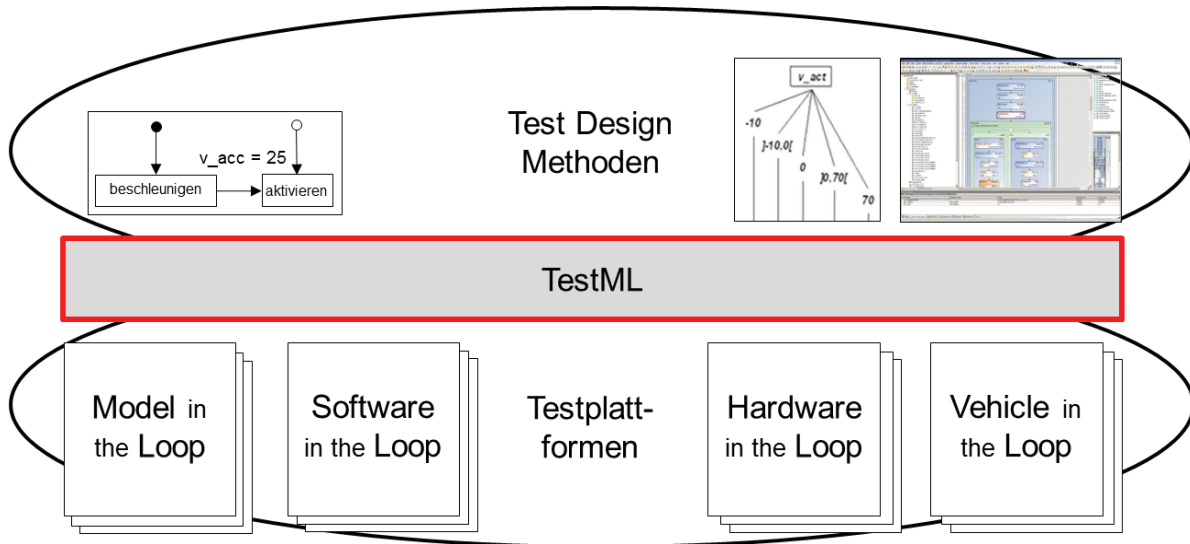 Test Design
Methoden
v_acc = 25
beschleunigen
aktivieren
v_act
-10
]-10,0[
0
]0,70[
70
TestML
Model in
the Loop
Software
in the Loop
Testplatt-
formen
Hardware
in the Loop
Vehicle in
the Loop